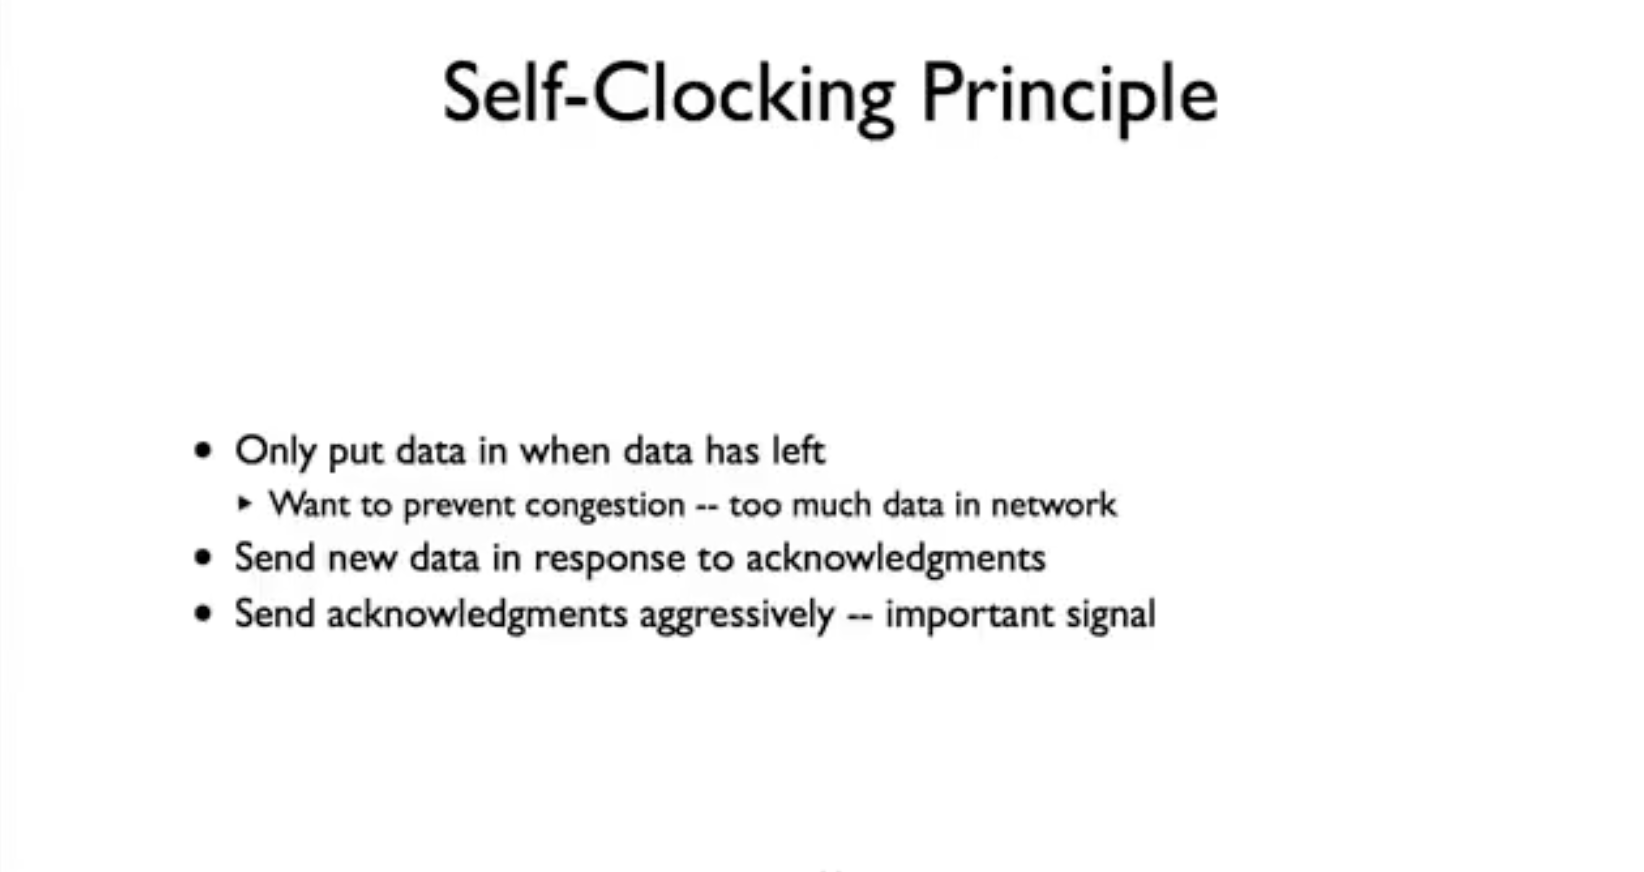 Self-Clocking Principle
• Only put data in when data has left
▸ Want to prevent congestion -- too much data in network
• Send new data in response to acknowledgments
• Send acknowledgments aggressively -- important signal